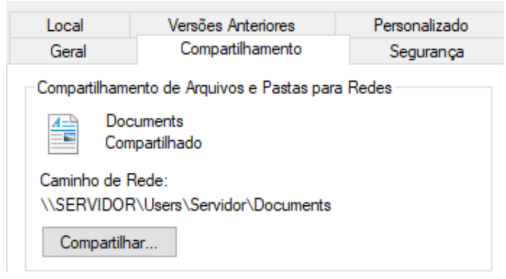 Local Versões Anteriores Personalizado
Geral Compartilhamento Segurança
Compartilhamento de Arquivos e Pastas para Redes
Documents
Compartilhado
Caminho de Rede:
\\SERVIDOR\Users\Servidor\Documents
Compartilhar...